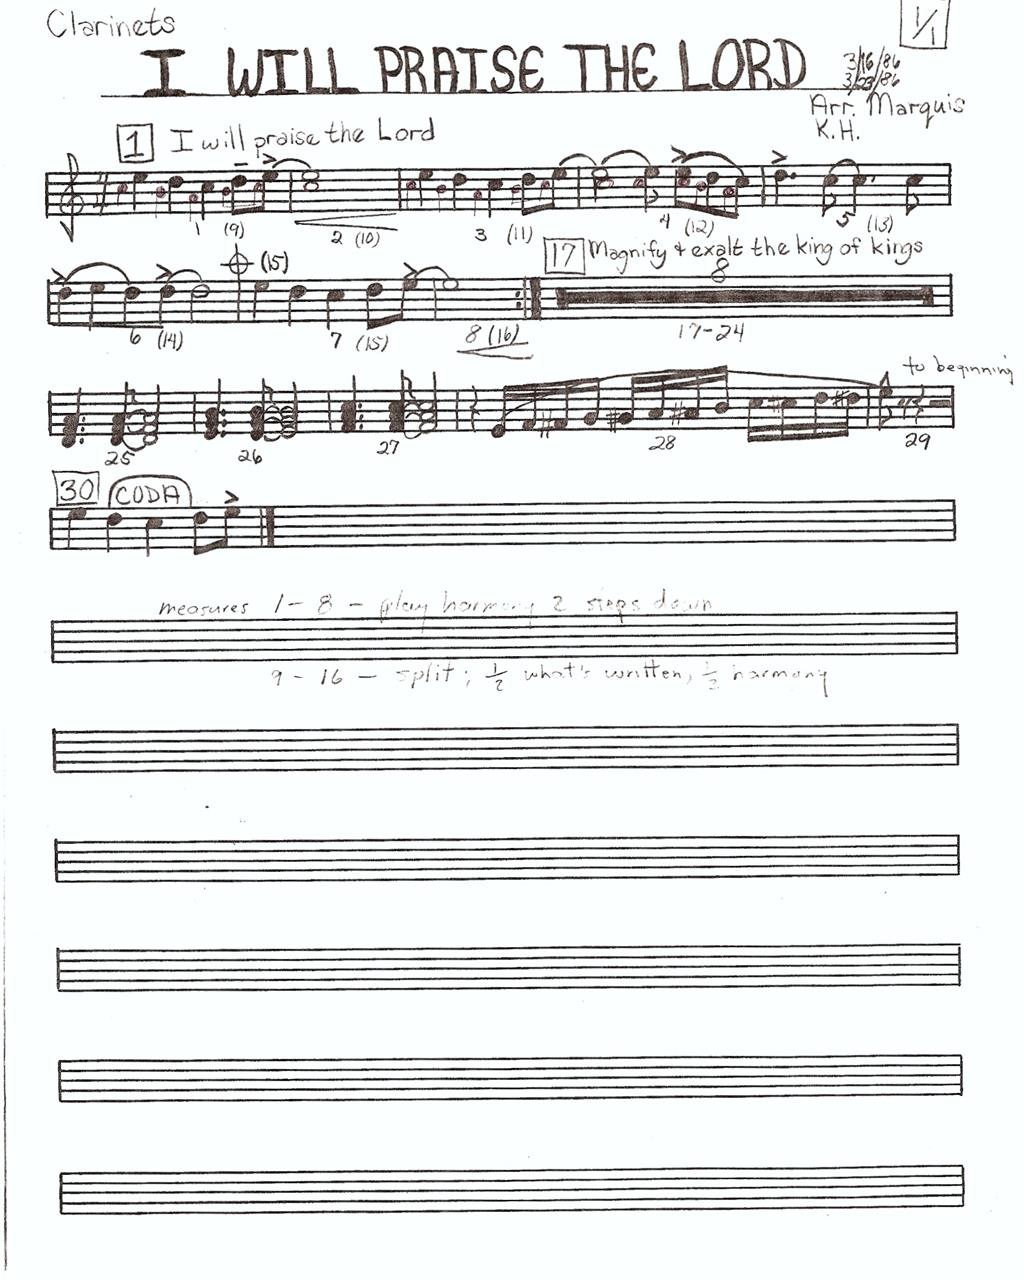 Clarinets
1/1
I WILL PRAISE THE LORD
3/16/86
3/23/86
Arr. Marquis
K.H.
1 I will praise the Lord
1 (9) 2 (10) 3 (11) 4 (12) 5 (13)
(15) 17 Magnify + exalt the king of kings
8
6 (14) 7 (15) 8 (16) 17-24
to beginning
25 26 27 28 29
30 CODA
measures 1 - 8 - play harmony 2 steps down
9 - 16 - split; 1/2 what's written, 1/2 harmony